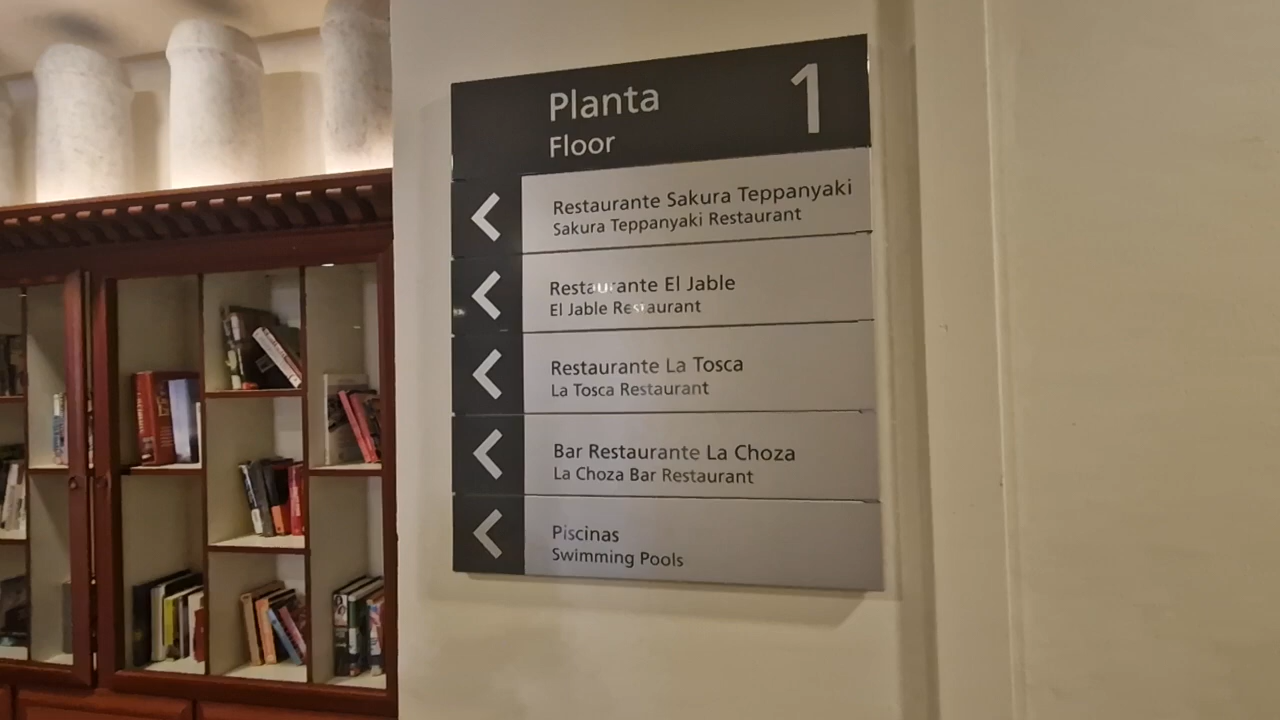 Planta
Floor
1
Restaurante Sakura Teppanyaki
Sakura Teppanyaki Restaurant
Restaurante El Jable
El Jable Restaurant
Restaurante La Tosca
La Tosca Restaurant
Bar Restaurante La Choza
La Choza Bar Restaurant
Piscinas
Swimming Pools